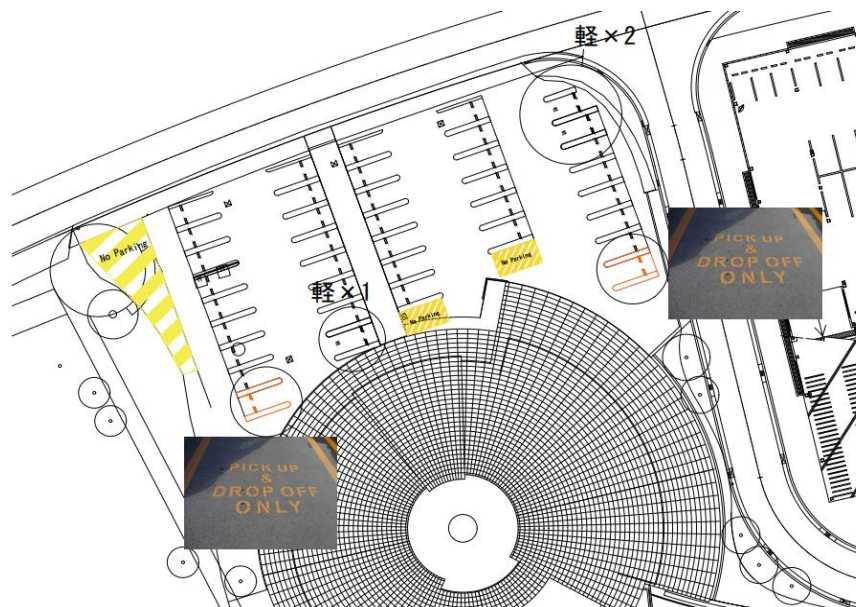 軽×2
No Parking
No Parking
軽×1
No Parking
PICK UP
&
DROP OFF
ONLY
PICK UP
&
DROP OFF
ONLY